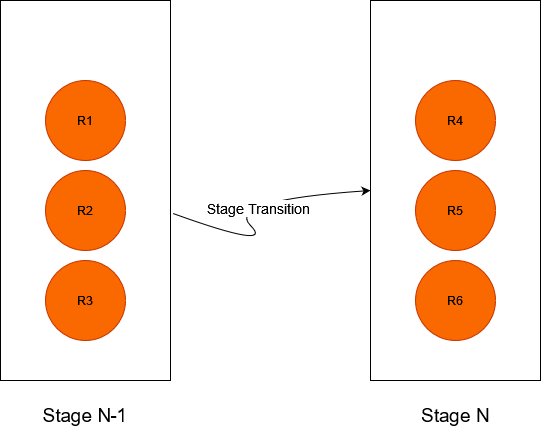 R1
R2
R3
Stage Transition
R4
R5
R6
Stage N-1
Stage N